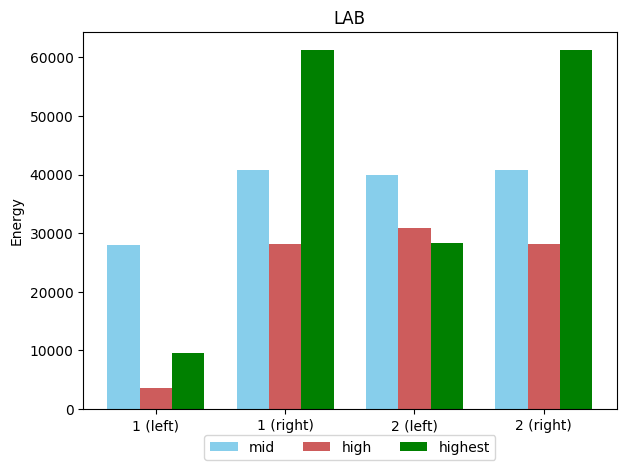 LAB
Energy
60000
50000
40000
30000
20000
10000
0
1 (left) 1 (right) 2 (left) 2 (right)
mid high highest